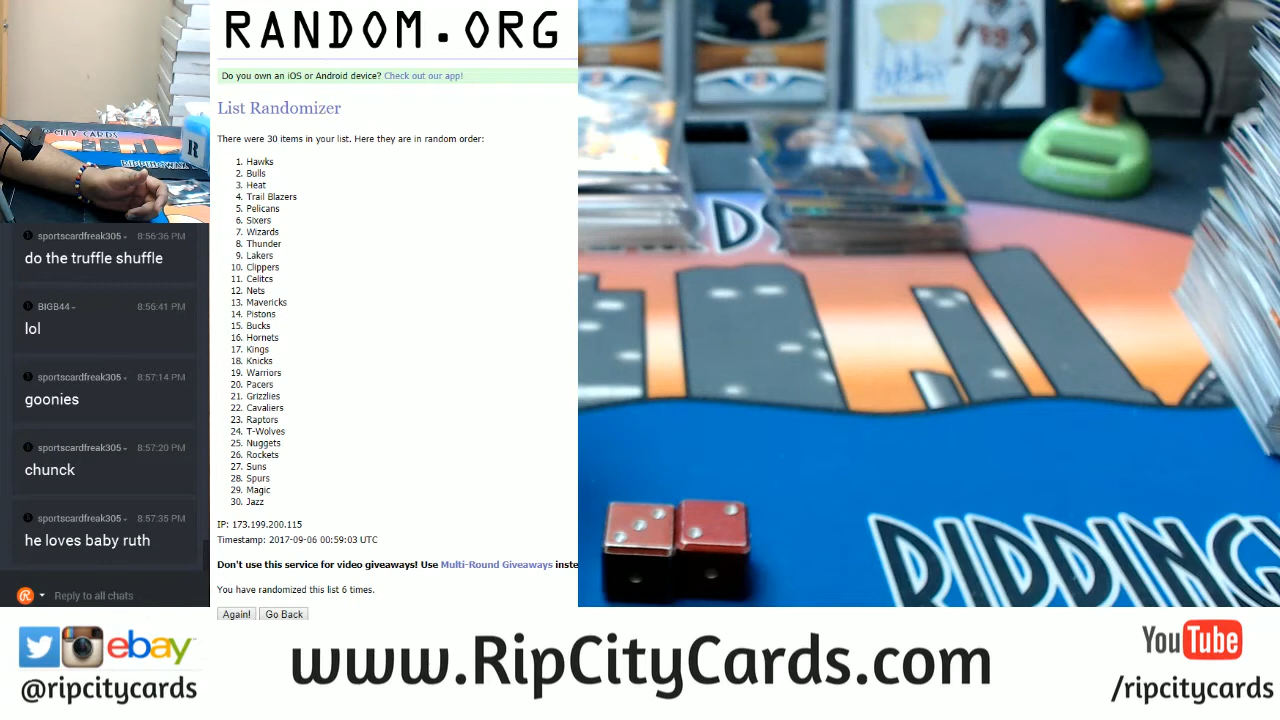 RANDOM.ORG
Do you own an iOS or Android device? Check out our app!
List Randomizer
There were 30 items in your list. Here they are in random order:
1. Hawks
2. Bulls
3. Heat
4. Trail Blazers
5. Pelicans
6. Sixers
7. Wizards
8. Thunder
9. Lakers
10. Clippers
11. Celitcs
12. Nets
13. Mavericks
14. Pistons
15. Bucks
16. Hornets
17. Kings
18. Knicks
19. Warriors
20. Pacers
21. Grizzlies
22. Cavaliers
23. Raptors
24. T-Wolves
25. Nuggets
26. Rockets
27. Suns
28. Spurs
29. Magic
30. Jazz
IP: 173.199.200.115
Timestamp: 2017-09-06 00:59:03 UTC
Don't use this service for video giveaways! Use Multi-Round Giveaways inste
You have randomized this list 6 times.
Again! Go Back
CITY CARDS
RIPPINGWAX
R
sportscardfreak305 8:56:36 PM
do the truffle shuffle
BIGB44 8:56:41 PM
lol
sportscardfreak305 8:57:14 PM
goonies
sportscardfreak305 8:57:20 PM
chunck
sportscardfreak305 8:57:35 PM
he loves baby ruth
Reply to all chats
RDS
99
RIPPINGW
ebay
@ripcitycards
www.RipCityCards.com
YouTube
/ripcitycards